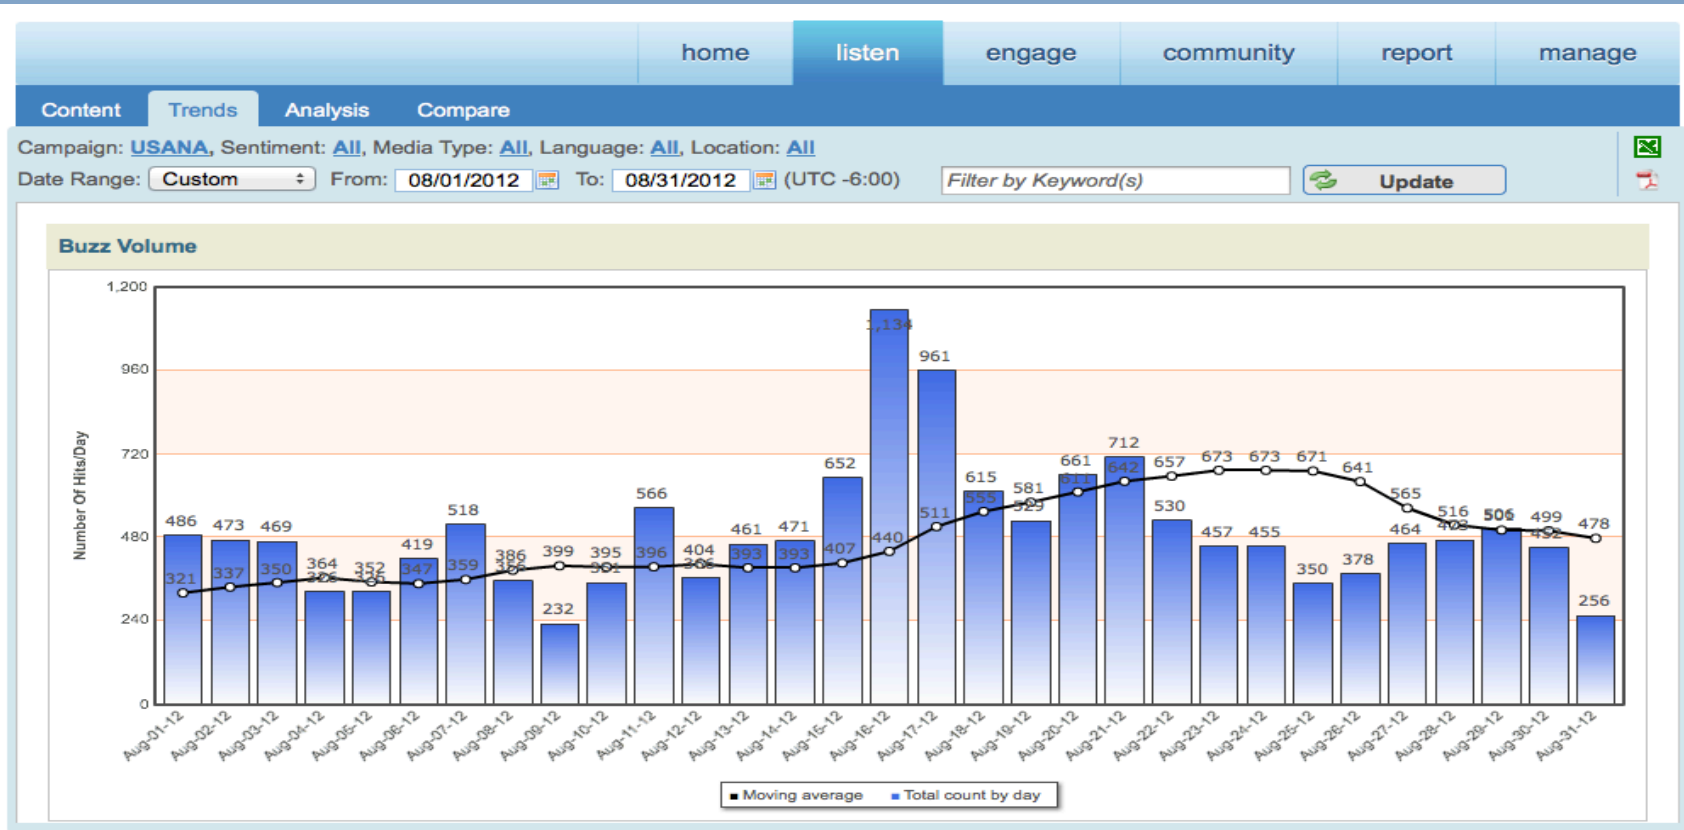 home listen engage community report manage
Content Trends Analysis Compare
Campaign: USANA, Sentiment: All, Media Type: All, Language: All, Location: All
Date Range: Custom From: 08/01/2012 To: 08/31/2012 (UTC -6:00) Filter by Keyword(s) Update
Buzz Volume
Number Of Hits/Day
1,200
960
720
480
240
0
486 473 469 326 326 419 518 232 566 366 461 471 652 1,134 961 615 529 661 712 530 457 455 350 378 464 473 452 256
321 337 350 364 352 347 359 386 399 395 396 404 393 393 407 440 511 555 581 611 642 657 673 673 671 641 565 516 499 478
506
Aug-01-12 Aug-02-12 Aug-03-12 Aug-04-12 Aug-05-12 Aug-06-12 Aug-07-12 Aug-08-12 Aug-09-12 Aug-10-12 Aug-11-12 Aug-12-12 Aug-13-12 Aug-14-12 Aug-15-12 Aug-16-12 Aug-17-12 Aug-18-12 Aug-19-12 Aug-20-12 Aug-21-12 Aug-22-12 Aug-23-12 Aug-24-12 Aug-25-12 Aug-26-12 Aug-27-12 Aug-28-12 Aug-29-12 Aug-30-12 Aug-31-12
Moving average Total count by day